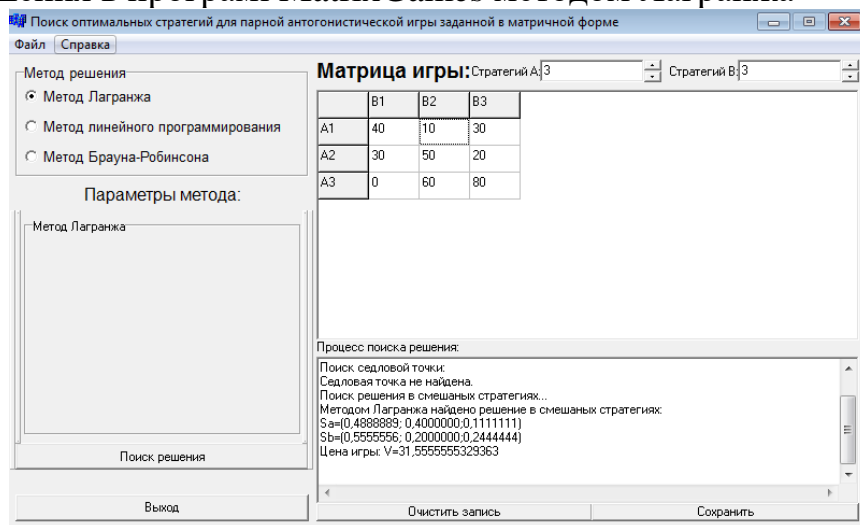 Поиск оптимальных стратегий для парной антогонистической игры заданной в матричной форме
Файл Справка
Метод решения
Метод Лагранжа
Метод линейного программирования
Метод Брауна-Робинсона
Параметры метода:
Метод Лагранжа
Поиск решения
Выход
Матрица игры: Стратегий A: 3 Стратегий B: 3
B1 B2 B3
A1 40 10 30
A2 30 50 20
A3 0 60 80
Процесс поиска решения:
Поиск седловой точки:
Седловая точка не найдена.
Поиск решения в смешаных стратегиях...
Методом Лагранжа найдено решение в смешаных стратегиях:
Sa=(0,4888889; 0,4000000;0,1111111)
Sb=(0,5555556; 0,2000000;0,2444444)
Цена игры: V=31,5555555329363
Очистить запись Сохранить